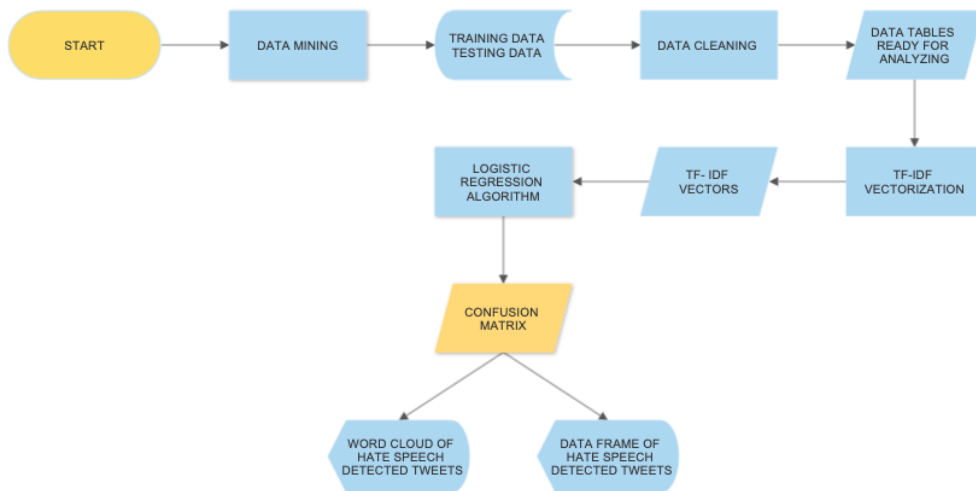 START
DATA MINING
TRAINING DATA
TESTING DATA
DATA CLEANING
DATA TABLES
READY FOR
ANALYZING
TF-IDF
VECTORIZATION
TF- IDF
VECTORS
LOGISTIC
REGRESSION
ALGORITHM
CONFUSION
MATRIX
WORD CLOUD OF
HATE SPEECH
DETECTED TWEETS
DATA FRAME OF
HATE SPEECH
DETECTED TWEETS